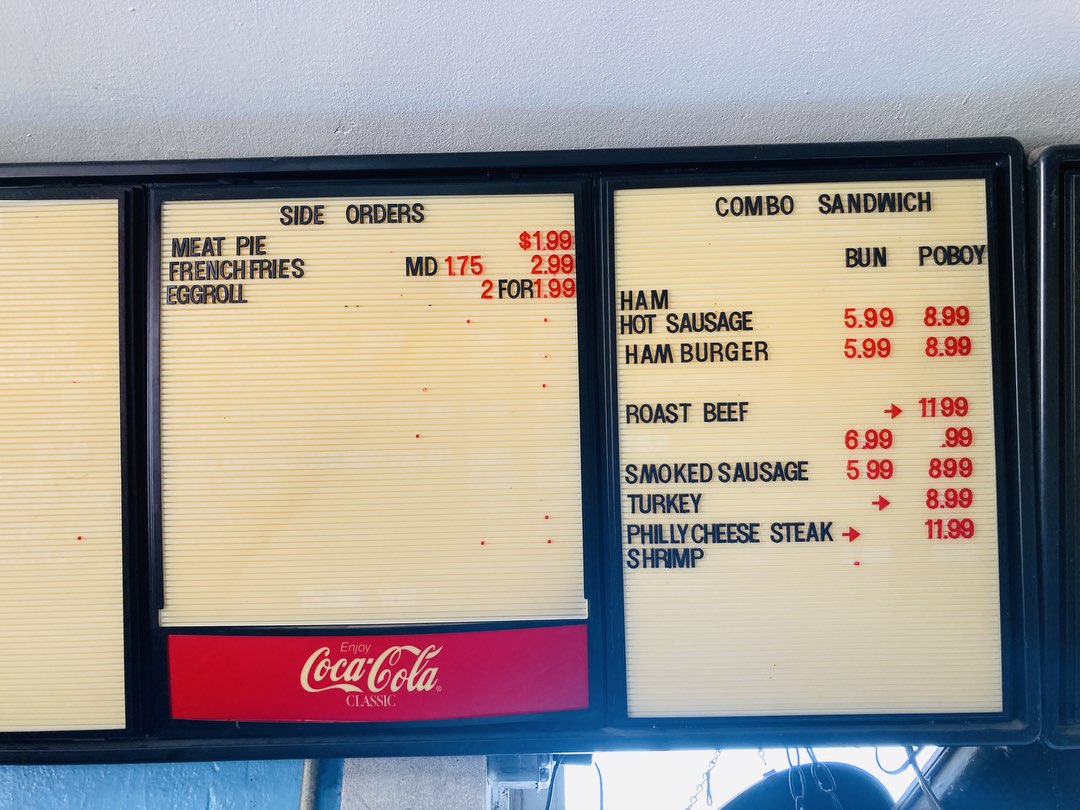 SIDE ORDERS
MEAT PIE $1.99
FRENCH FRIES MD 1.75 2.99
EGGROLL 2 FOR 1.99
Enjoy
Coca-Cola
CLASSIC
COMBO SANDWICH
BUN POBOY
HAM
HOT SAUSAGE 5.99 8.99
HAM BURGER 5.99 8.99
ROAST BEEF → 11 99
6.99 .99
SMOKED SAUSAGE 5 99 899
TURKEY → 8.99
PHILLY CHEESE STEAK → 11.99
SHRIMP